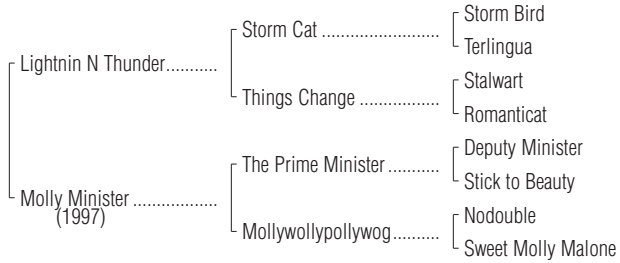 Storm Bird
Storm Cat .......................
Terlingua
Lightnin N Thunder..........
Stalwart
Things Change ................
Romanticat
Deputy Minister
The Prime Minister ..........
Stick to Beauty
Molly Minister ................
(1997)
Nodouble
Mollywollypollywog.........
Sweet Molly Malone